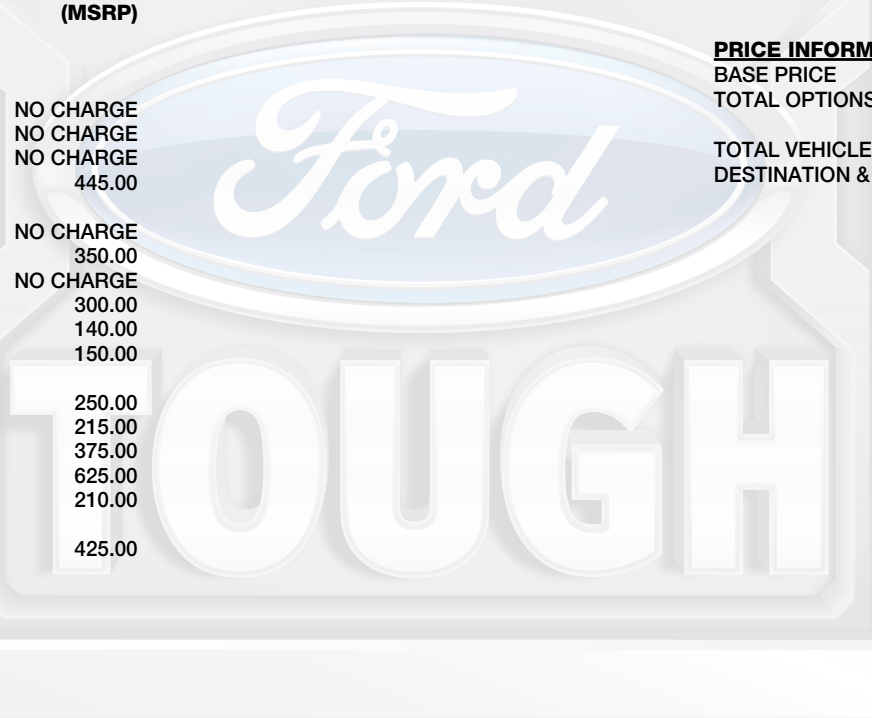 (MSRP)
NO CHARGE
NO CHARGE
NO CHARGE
445.00
NO CHARGE
350.00
NO CHARGE
300.00
140.00
150.00
250.00
215.00
375.00
625.00
210.00
425.00
PRICE INFORM
BASE PRICE
TOTAL OPTIONS
TOTAL VEHICLE
DESTINATION &
Ford
TOUGH